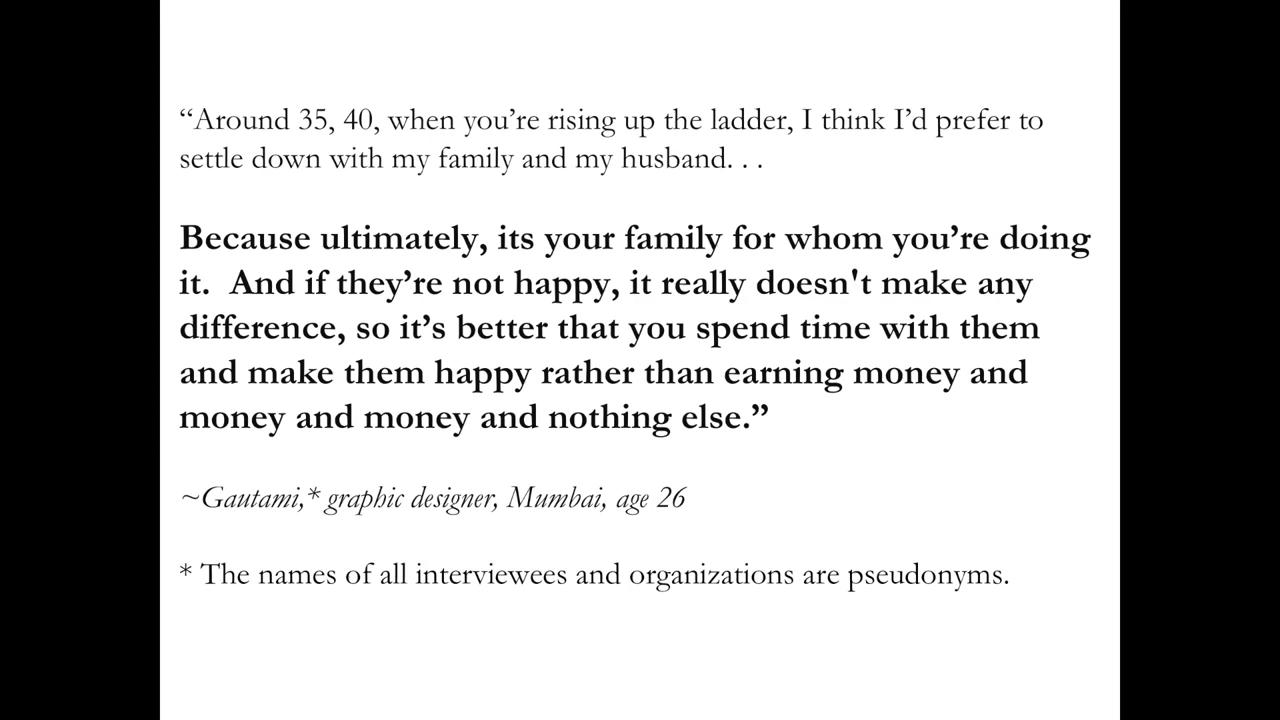 “Around 35, 40, when you’re rising up the ladder, I think I’d prefer to
settle down with my family and my husband. . .
Because ultimately, its your family for whom you’re doing
it.  And if they’re not happy, it really doesn't make any
difference, so it’s better that you spend time with them
and make them happy rather than earning money and
money and money and nothing else.”
~Gautami,* graphic designer, Mumbai, age 26
* The names of all interviewees and organizations are pseudonyms.